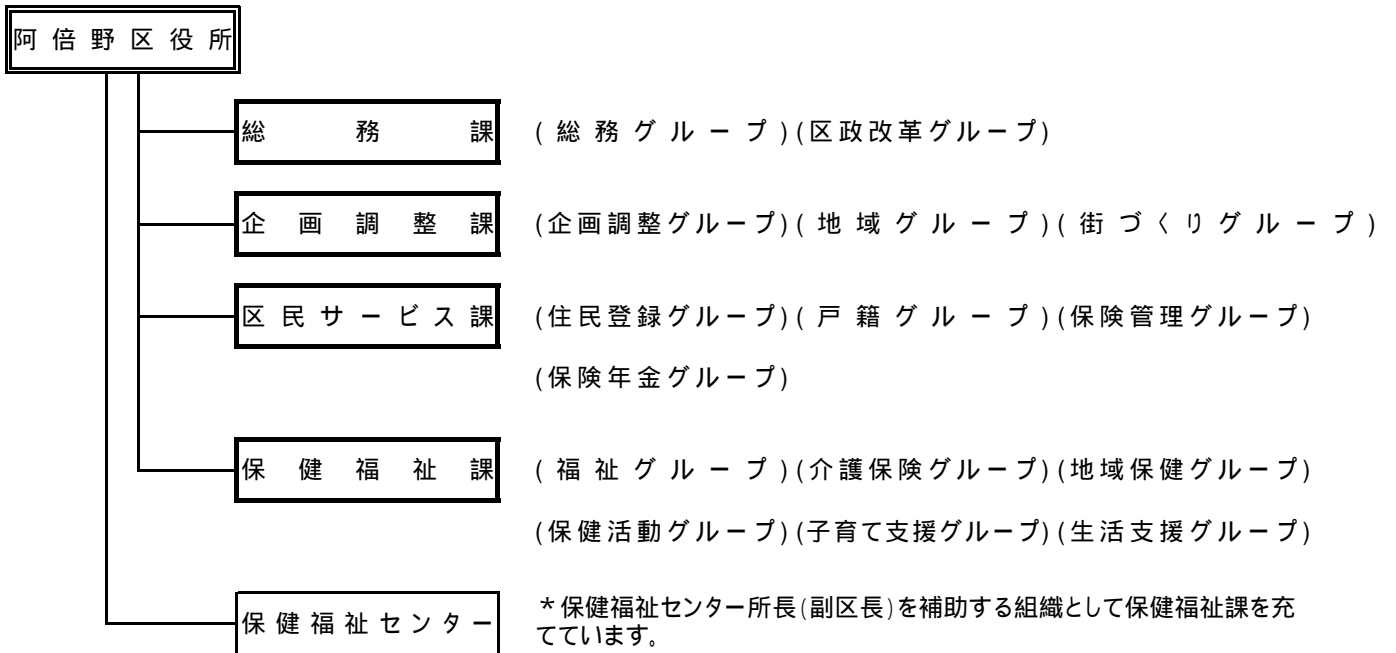 阿倍野区役所
総務課 (総務グループ)(区政改革グループ)
企画調整課 (企画調整グループ)(地域グループ)(街づくりグループ)
区民サービス課 (住民登録グループ)(戸籍グループ)(保険管理グループ)
(保険年金グループ)
保健福祉課 (福祉グループ)(介護保険グループ)(地域保健グループ)
(保健活動グループ)(子育て支援グループ)(生活支援グループ)
保健福祉センター
*保健福祉センター所長(副区長)を補助する組織として保健福祉課を充
てています。